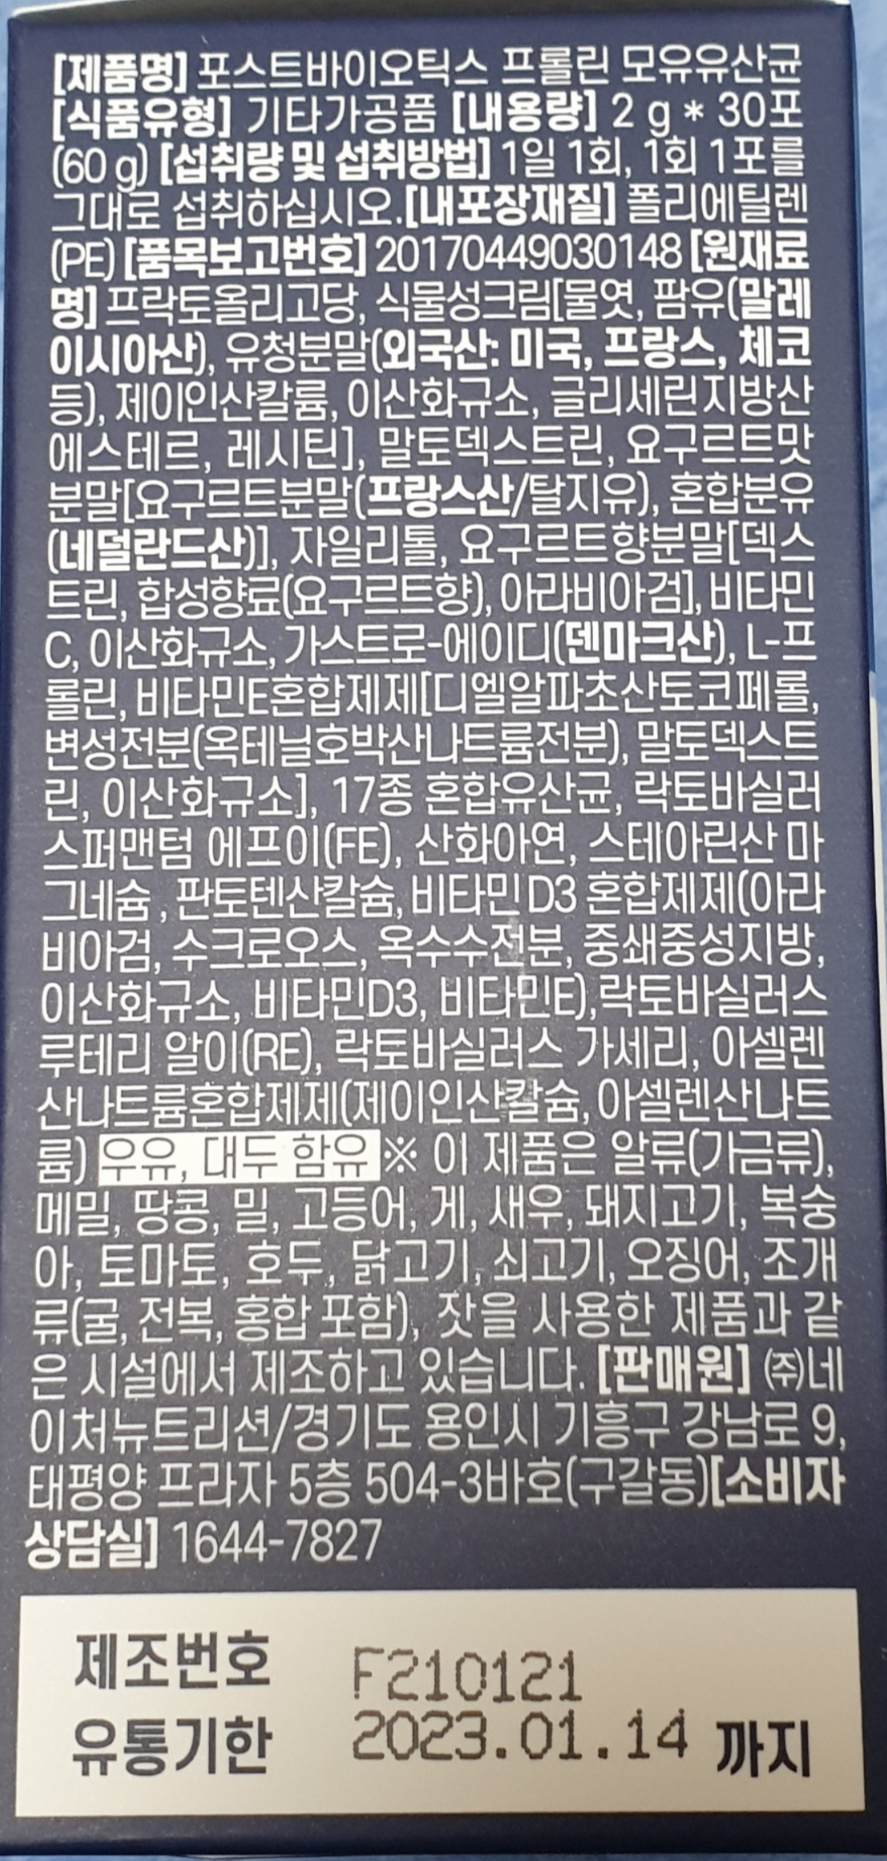 [제품명] 포스트바이오틱스 프롤린 모유유산균
[식품유형] 기타가공품 [내용량] 2 g * 30포
(60 g) [섭취량 및 섭취방법] 1일 1회, 1회 1포를
그대로 섭취하십시오.[내포장재질] 폴리에틸렌
(PE) [품목보고번호] 20170449030148 [원재료
명] 프락토올리고당, 식물성크림[물엿, 팜유(말레
이시아산), 유청분말(외국산: 미국, 프랑스, 체코
등), 제이인산칼륨, 이산화규소, 글리세린지방산
에스테르, 레시틴], 말토덱스트린, 요구르트맛
분말[요구르트분말(프랑스산/탈지유), 혼합분유
(네덜란드산)], 자일리톨, 요구르트향분말[덱스
트린, 합성향료(요구르트향), 아라비아검], 비타민
C, 이산화규소, 가스트로-에이디(덴마크산), L-프
롤린, 비타민E혼합제제[디엘알파초산토코페롤,
변성전분(옥테닐호박산나트륨전분), 말토덱스트
린, 이산화규소], 17종 혼합유산균, 락토바실러
스퍼맨텀 에프이(FE), 산화아연, 스테아린산 마
그네슘 , 판토텐산칼슘, 비타민D3 혼합제제(아라
비아검, 수크로오스, 옥수수전분, 중쇄중성지방,
이산화규소, 비타민D3, 비타민E),락토바실러스
루테리 알이(RE), 락토바실러스 가세리, 아셀렌
산나트륨혼합제제(제이인산칼슘, 아셀렌산나트
륨) 우유, 대두 함유 ※ 이 제품은 알류(가금류),
메밀, 땅콩, 밀, 고등어, 게, 새우, 돼지고기, 복숭
아, 토마토, 호두, 닭고기, 쇠고기, 오징어, 조개
류(굴, 전복, 홍합 포함), 잣을 사용한 제품과 같
은 시설에서 제조하고 있습니다. [판매원] ㈜네
이처뉴트리션/경기도 용인시 기흥구 강남로 9,
태평양 프라자 5층 504-3바호(구갈동)[소비자
상담실] 1644-7827
제조번호 F210121
유통기한 2023.01.14 까지